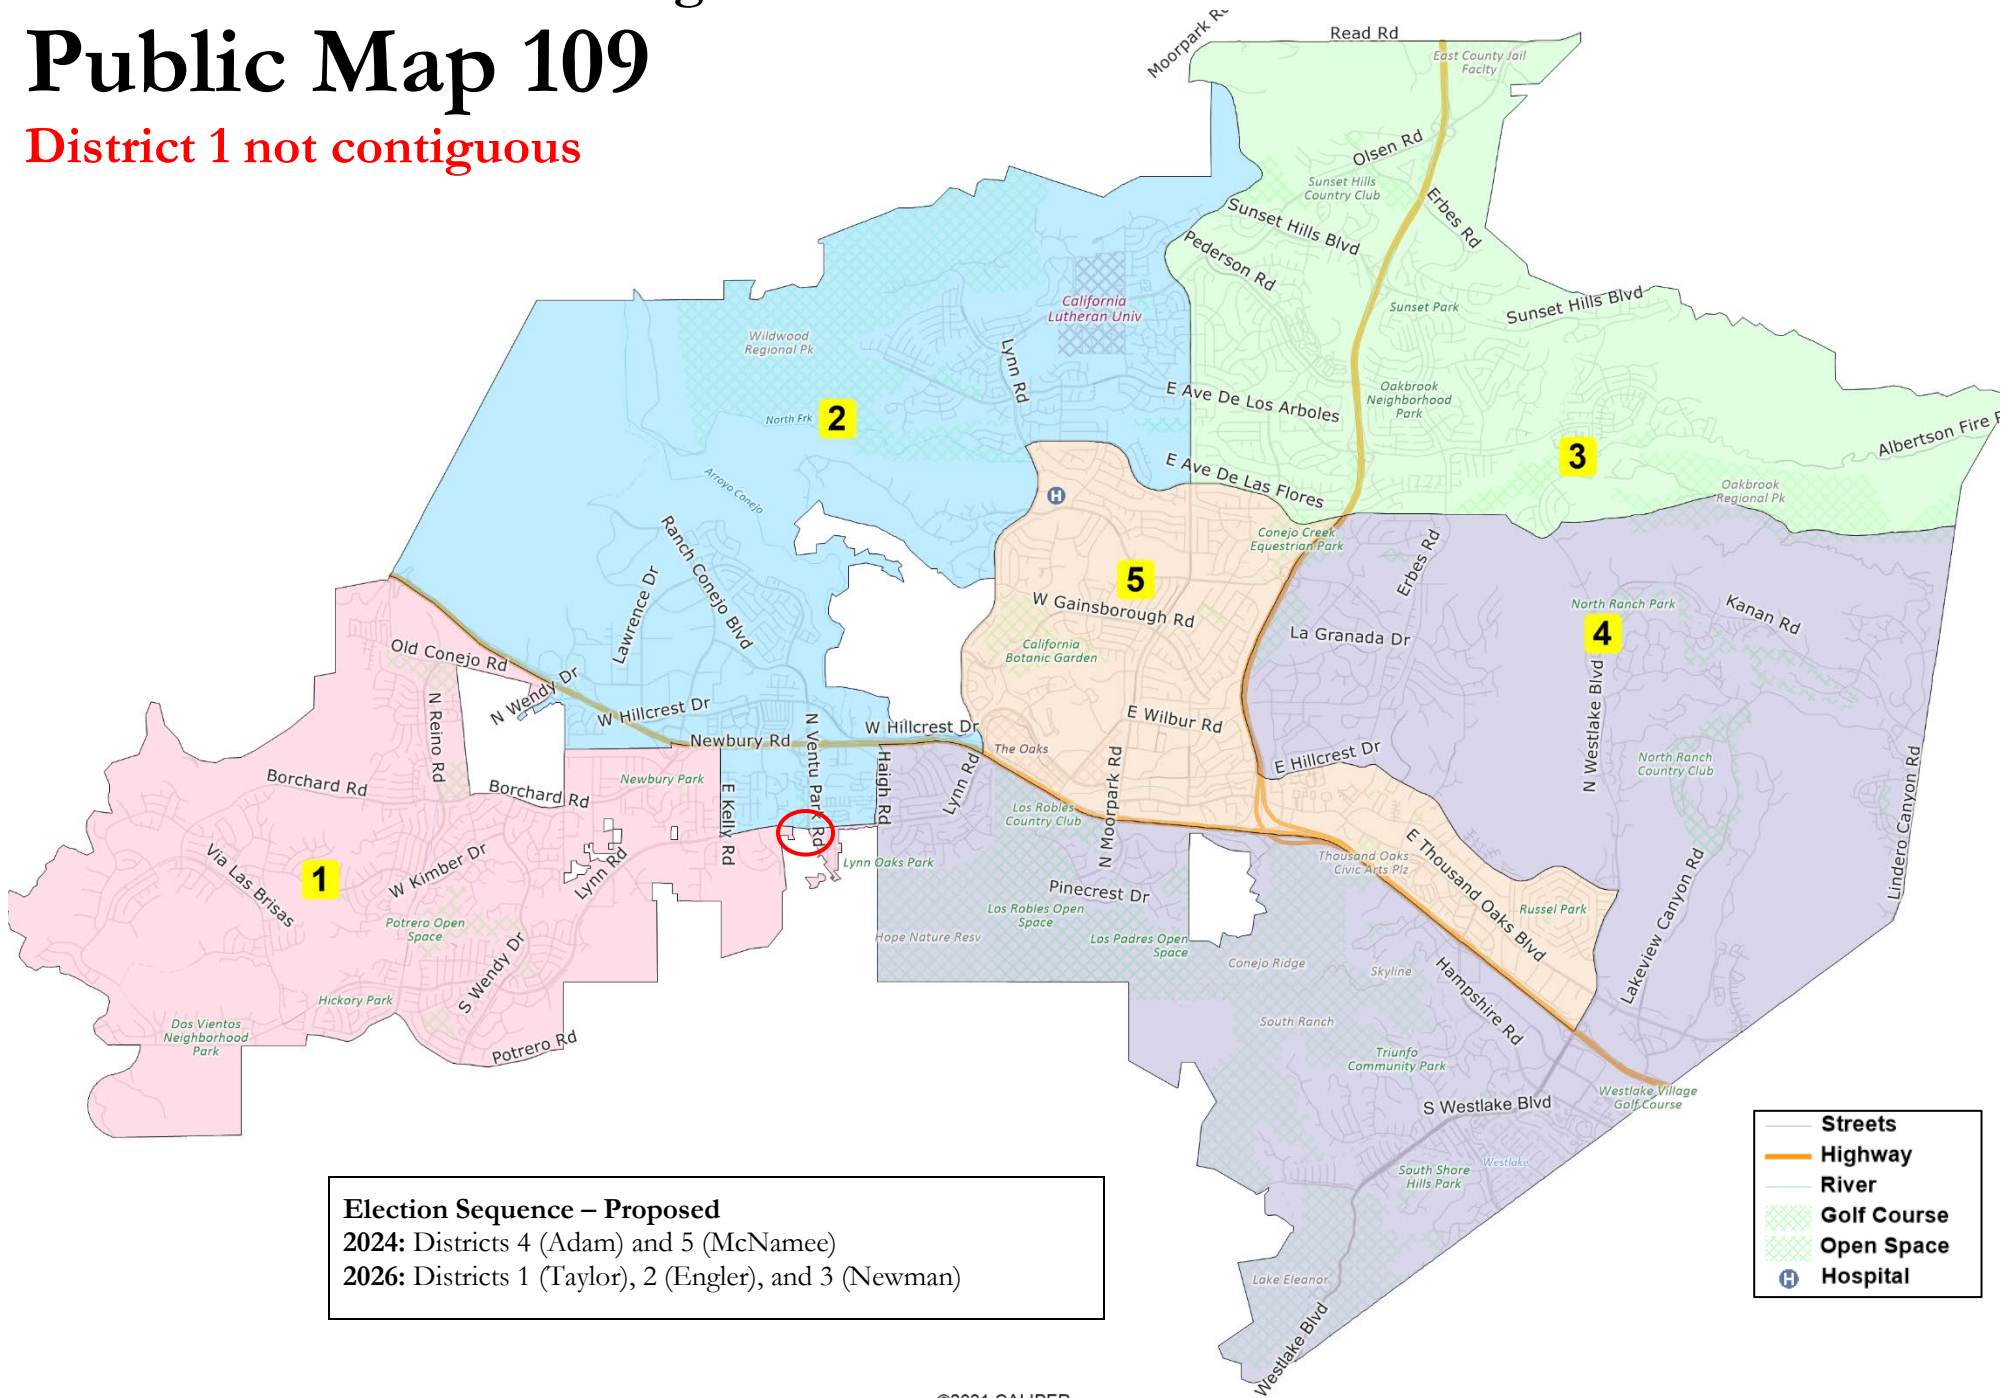 Public Map 109
District 1 not contiguous
Moorpark
Read Rd
East County Jail
Faclty
Olsen Rd
Sunset Hills
Country Club
Erbes Rd
Sunset Hills Blvd
Pederson Rd
California
Lutheran Univ
Sunset Park
Sunset Hills Blvd
Wildwood
Regional Pk
Lynn Rd
E Ave De Los Arboles
Oakbrook
Neighborhood
Park
North Frk
2
Albertson Fire
3
E Ave De Las Flores
Arroyo Conejo
H
Oakbrook
Regional Pk
Ranch Conejo Blvd
Conejo Creek
Equestrian Park
Erbes Rd
5
Lawrence Dr
W Gainsborough Rd
North Ranch Park
Kanan Rd
La Granada Dr
4
California
Botanic Garden
Old Conejo Rd
N Wendy Dr
N Reino Rd
W Hillcrest Dr
N Westlake Blvd
E Wilbur Rd
W Hillcrest Dr
Newbury Rd
N Ventu Park Rd
The Oaks
E Hillcrest Dr
North Ranch
Country Club
Borchard Rd
Newbury Park
Borchard Rd
E Kelly Rd
Haigh Rd
Lynn Rd
N Moorpark Rd
Lindero Canyon Rd
Los Robles
Country Club
Via Las Brisas
1
W Kimber Dr
Lynn Rd
Lynn Oaks Park
Thousand Oaks
Civic Arts Plz
E Thousand Oaks Blvd
Pinecrest Dr
Potrero Open
Space
Los Robles Open
Space
Russel Park
Lakeview Canyon Rd
Hope Nature Resv
Los Padres Open
Space
S Wendy Dr
Conejo Ridge
Skyline
Hampshire Rd
Hickory Park
Dos Vientos
Neighborhood
Park
South Ranch
Potrero Rd
Triunfo
Community Park
Westlake Village
Golf Course
S Westlake Blvd
South Shore
Hills Park
Westlake
Lake Eleanor
Westlake Blvd
Streets
Highway
River
Golf Course
Open Space
H Hospital
Election Sequence – Proposed
2024: Districts 4 (Adam) and 5 (McNamee)
2026: Districts 1 (Taylor), 2 (Engler), and 3 (Newman)
©2021 CALIPER